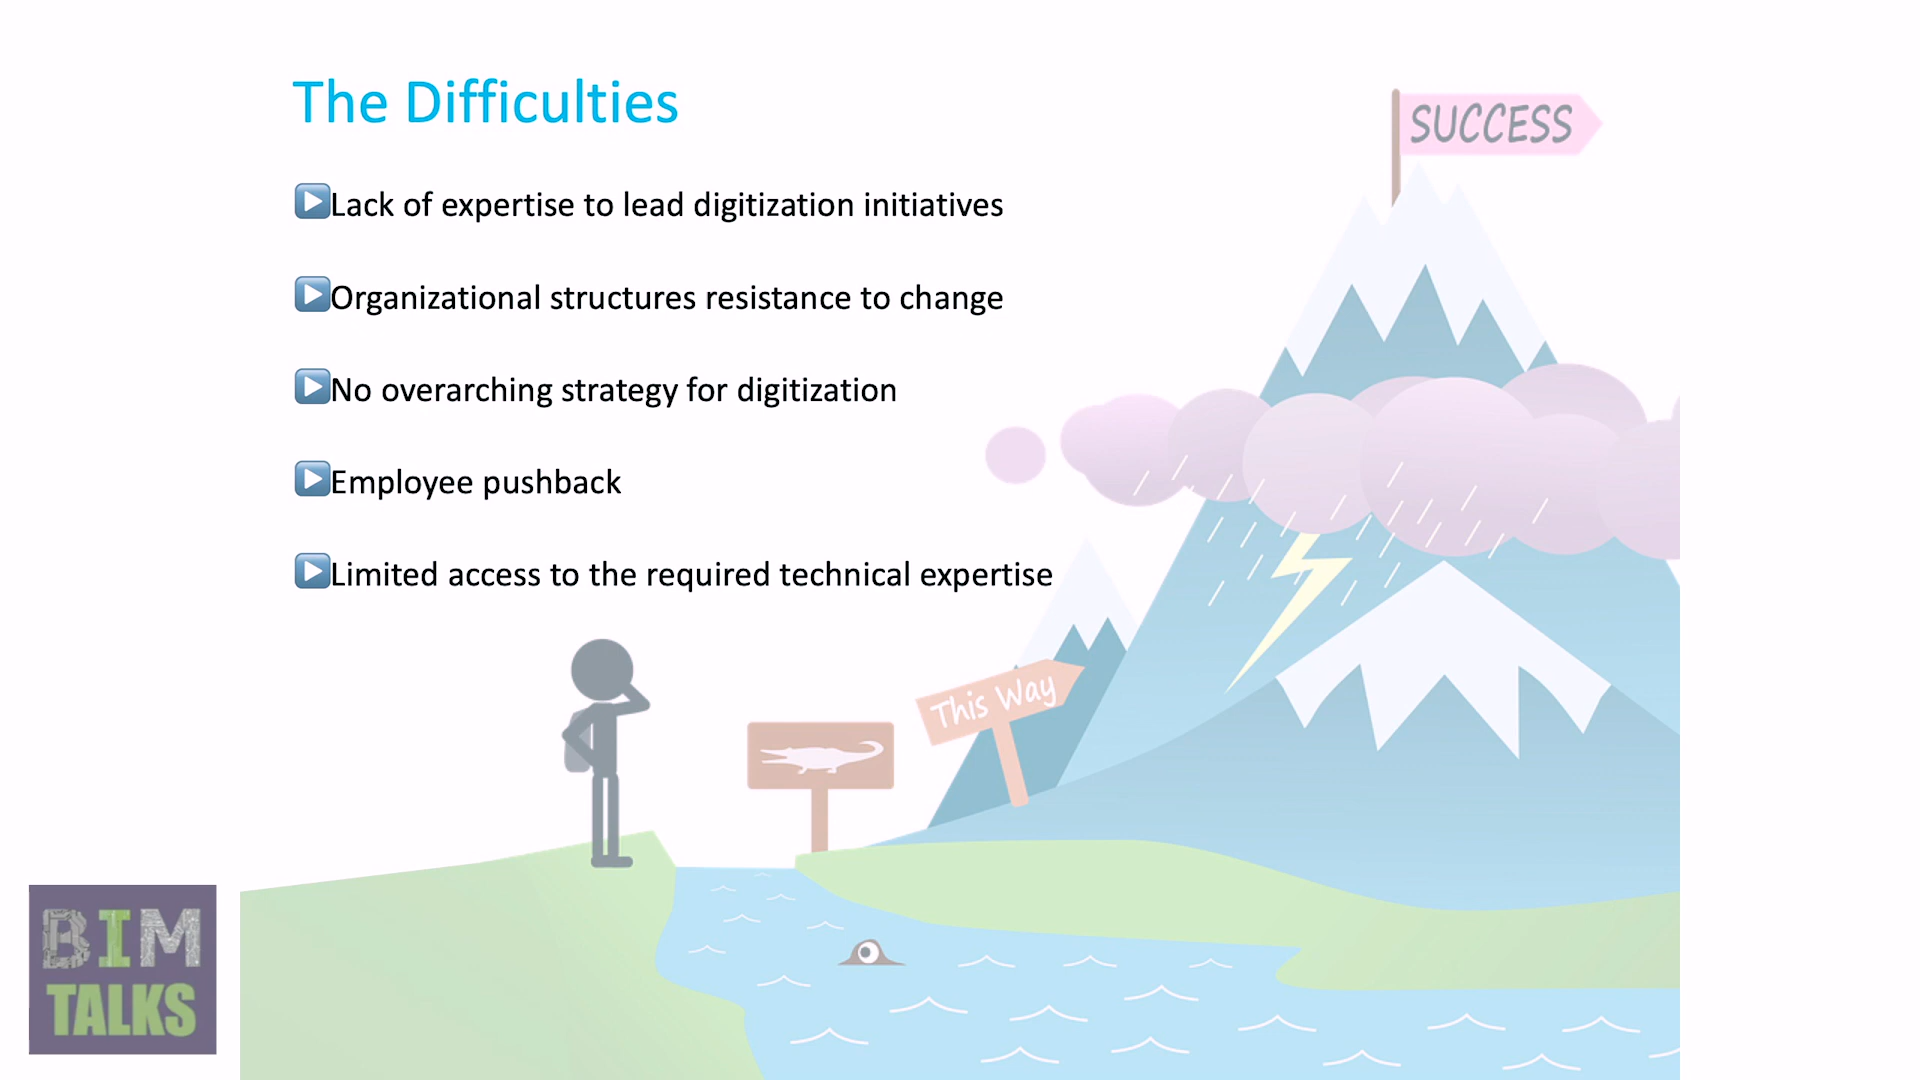 The Difficulties
SUCCESS
▶Lack of expertise to lead digitization initiatives
▶Organizational structures resistance to change
▶No overarching strategy for digitization
▶Employee pushback
▶Limited access to the required technical expertise
This Way
BIM
TALKS